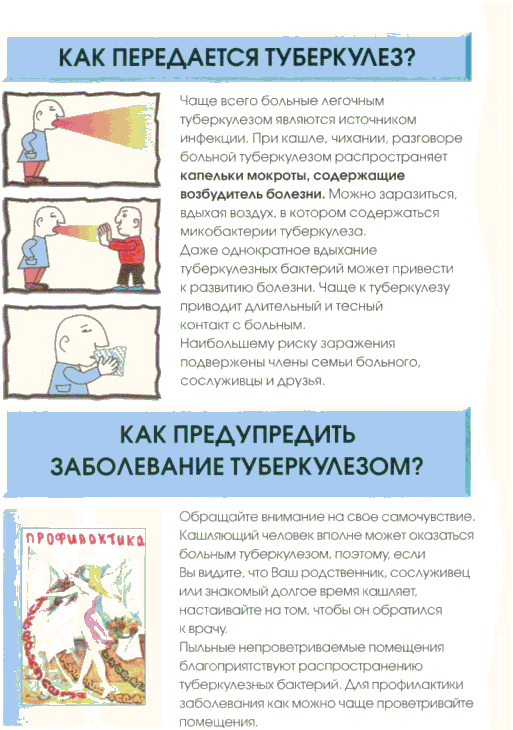 КАК ПЕРЕДАЕТСЯ ТУБЕРКУЛЕЗ?
Чаще всего больные легочным
туберкулезом являются источником
инфекции. При кашле, чихании, разговоре
больной туберкулезом распространяет
капельки мокроты, содержащие
возбудитель болезни. Можно заразиться,
вдыхая воздух, в котором содержаться
микобактерии туберкулеза.
Даже однократное вдыхание
туберкулезных бактерий может привести
к развитию болезни. Чаще к туберкулезу
приводит длительный и тесный
контакт с больным.
Наибольшему риску заражения
подвержены члены семьи больного,
сослуживцы и друзья.
КАК ПРЕДУПРЕДИТЬ
ЗАБОЛЕВАНИЕ ТУБЕРКУЛЕЗОМ?
ПРОФИЛАКТИКА
Обращайте внимание на свое самочувствие.
Кашляющий человек вполне может оказаться
больным туберкулезом, поэтому, если
Вы видите, что Ваш родственник, сослуживец
или знакомый долгое время кашляет,
настаивайте на том, чтобы он обратился
к врачу.
Пыльные непроветриваемые помещения
благоприятствуют распространению
туберкулезных бактерий. Для профилактики
заболевания как можно чаще проветривайте
помещения.